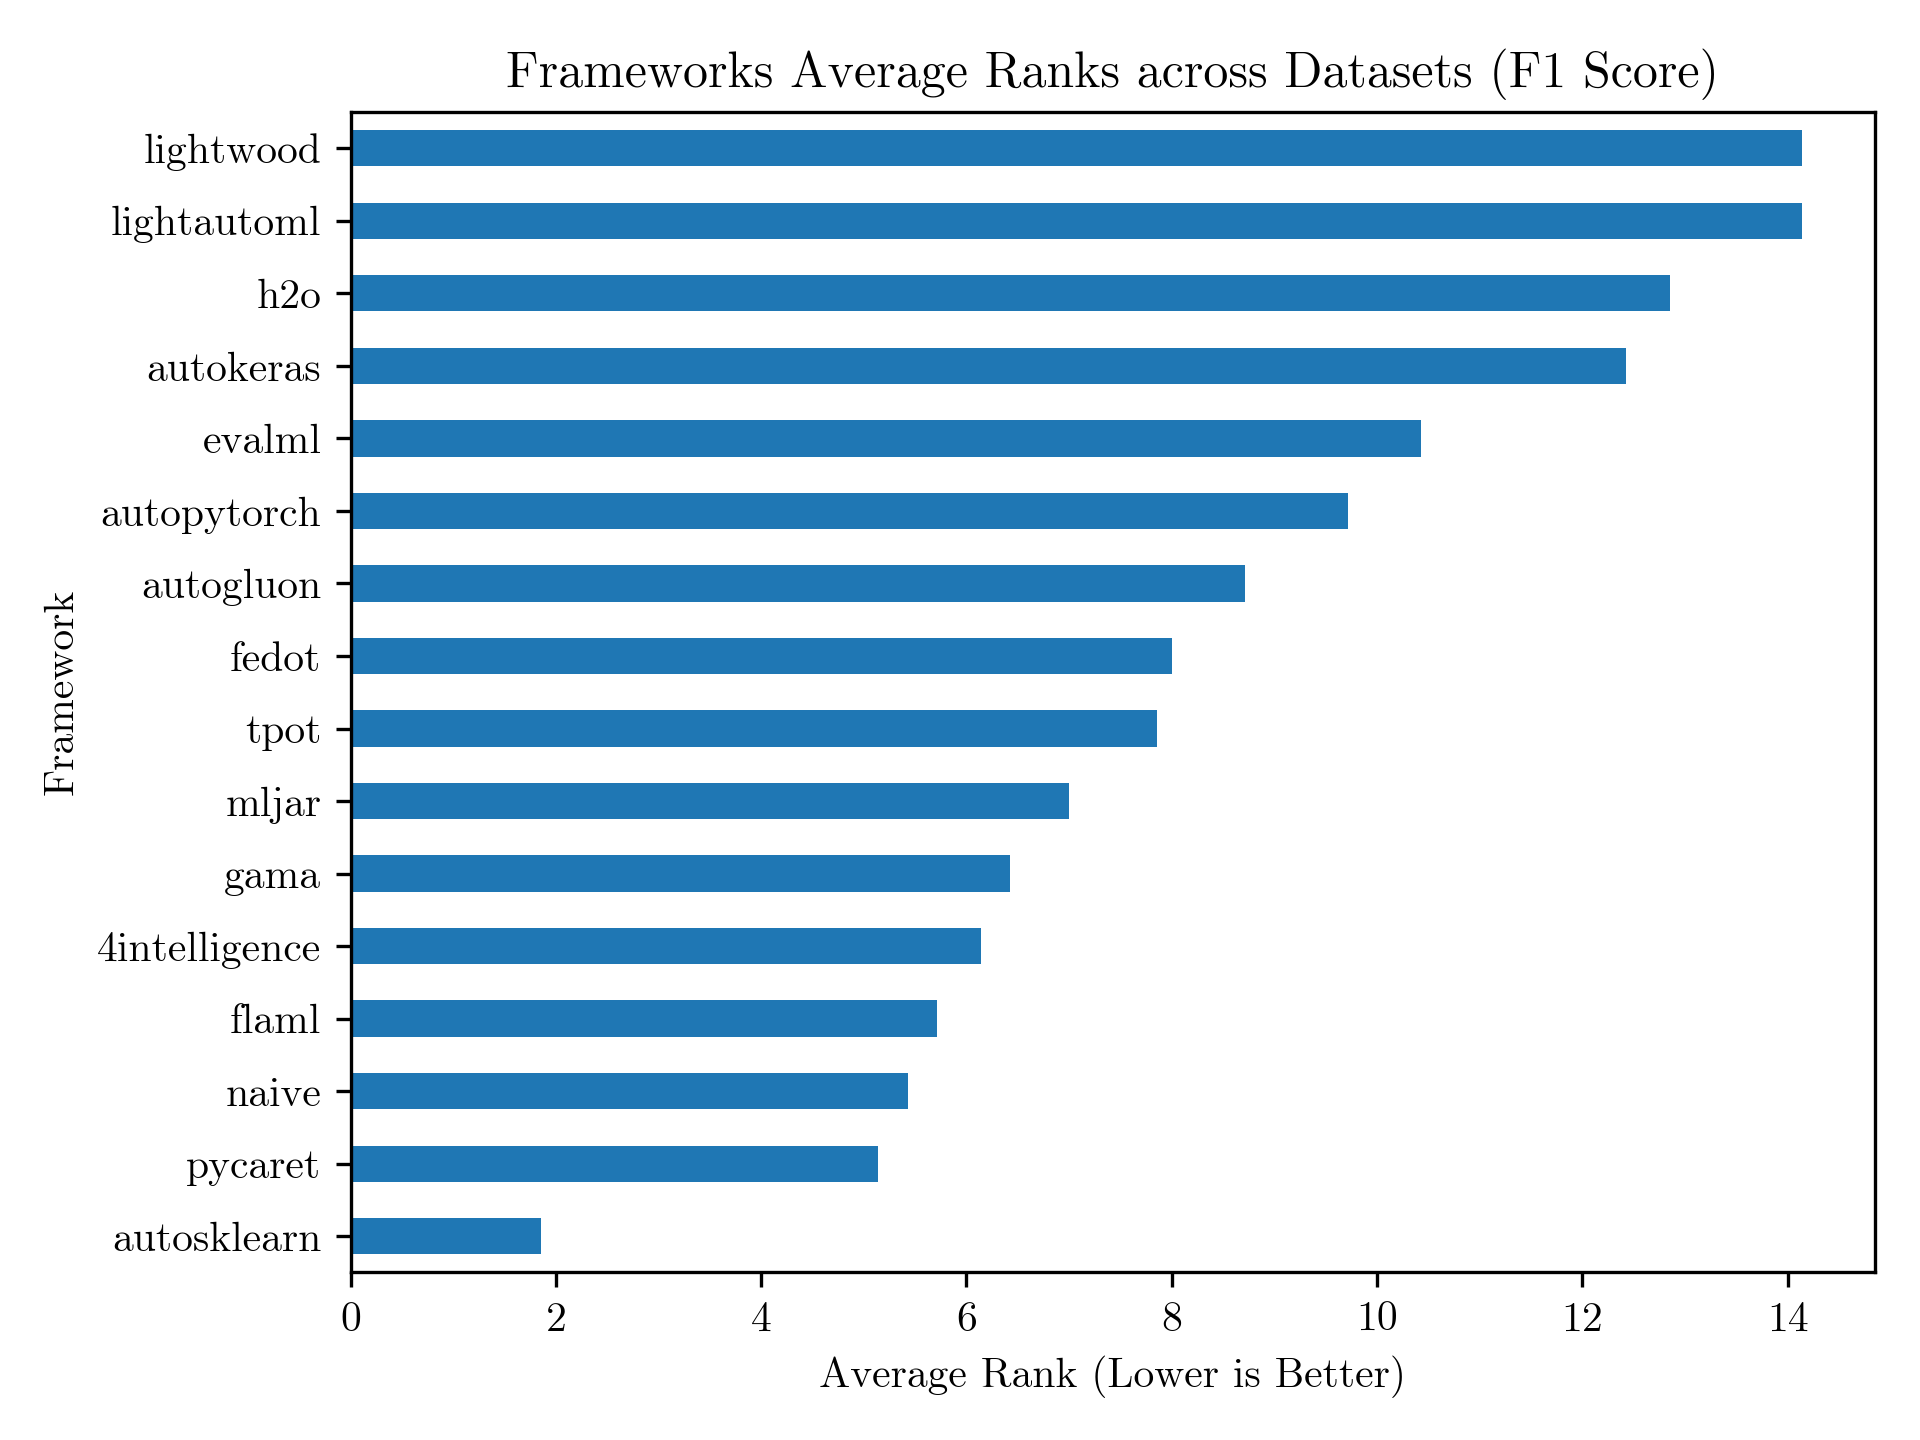 Frameworks Average Ranks across Datasets (F1 Score)
lightwood
lightautoml
h2o
autokeras
evalml
autopytorch
autogluon
fedot
tpot
mljar
gama
4intelligence
flaml
naive
pycaret
autosklearn
Framework
0 2 4 6 8 10 12 14
Average Rank (Lower is Better)